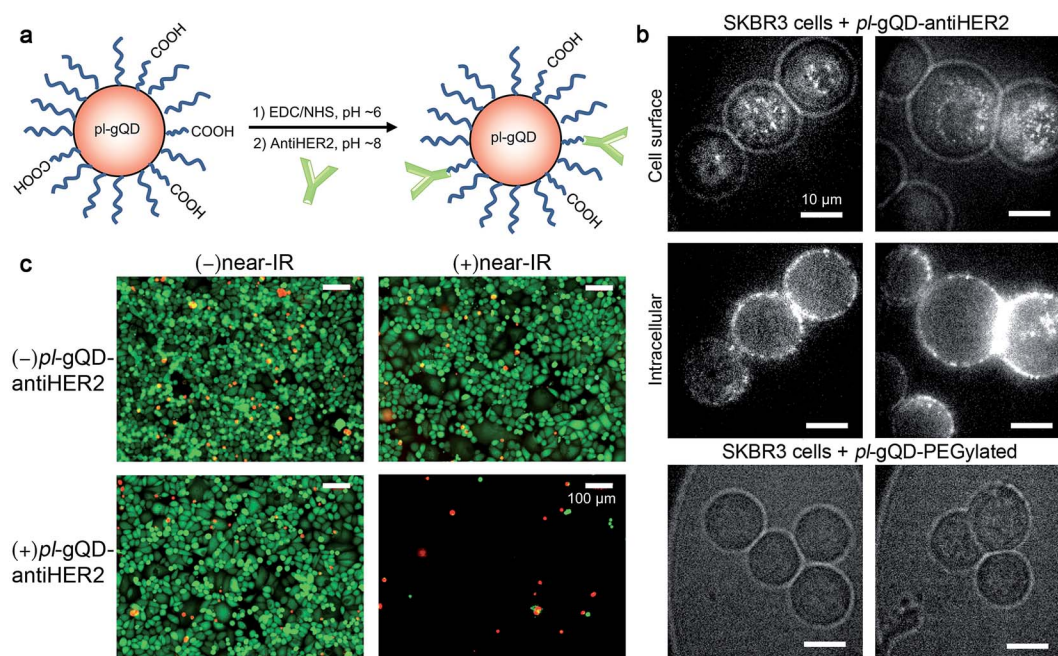 a
COOH
COOH
COOH
HOOC
pl-gQD
1) EDC/NHS, pH ~6
2) AntiHER2, pH ~8
COOH
pl-gQD
COOH
b
SKBR3 cells + pl-gQD-antiHER2
Cell surface
10 µm
Intracellular
SKBR3 cells + pl-gQD-PEGylated
c
(−)near-IR
(+)near-IR
(−)pl-gQD-
antiHER2
(+)pl-gQD-
antiHER2
100 µm